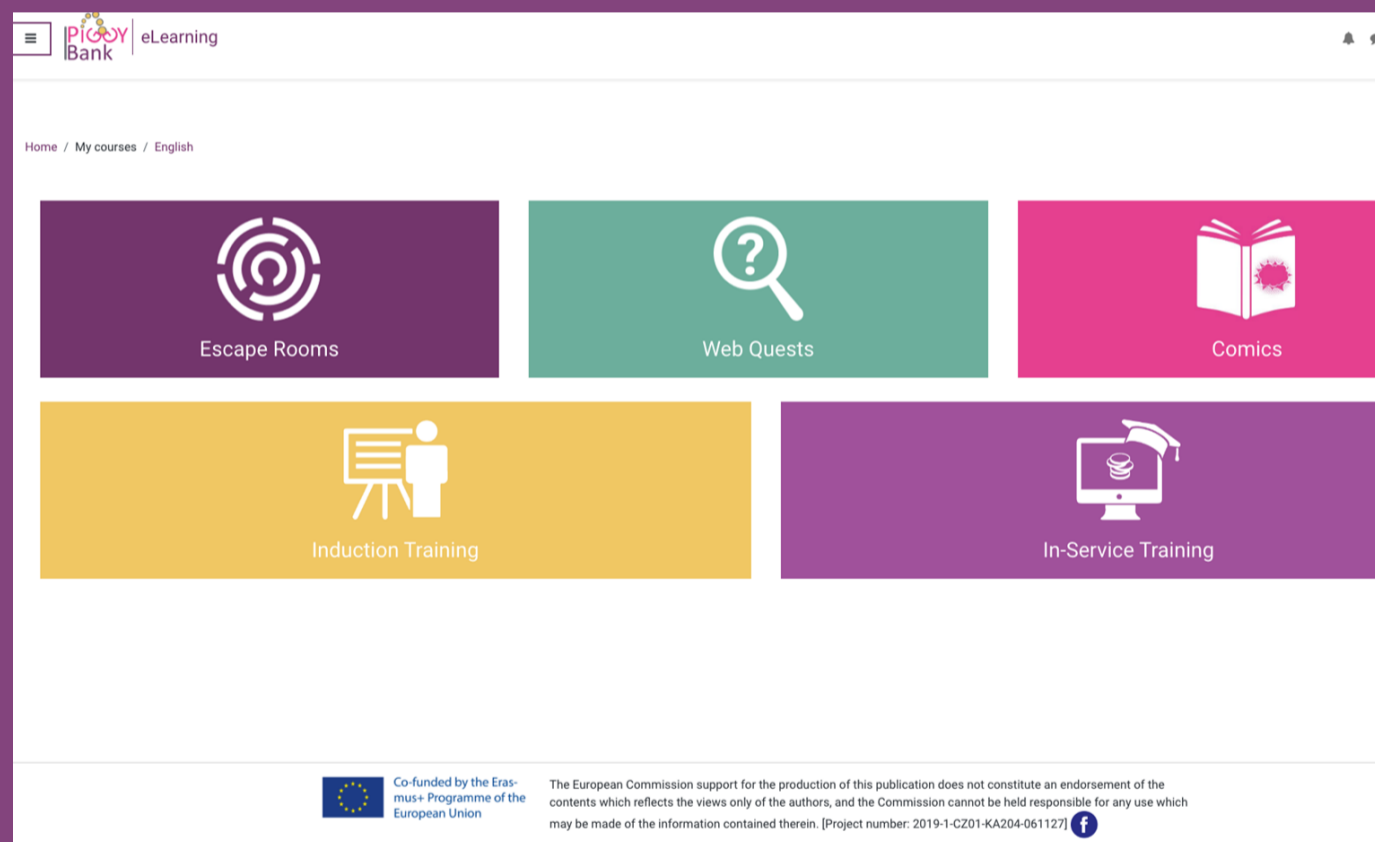 PiGGY
Bank
eLearning
Home / My courses / English
Escape Rooms
Web Quests
Comics
Induction Training
In-Service Training
Co-funded by the Eras-
mus+ Programme of the
European Union
The European Commission support for the production of this publication does not constitute an endorsement of the
contents which reflects the views only of the authors, and the Commission cannot be held responsible for any use which
may be made of the information contained therein. [Project number: 2019-1-CZ01-KA204-061127]